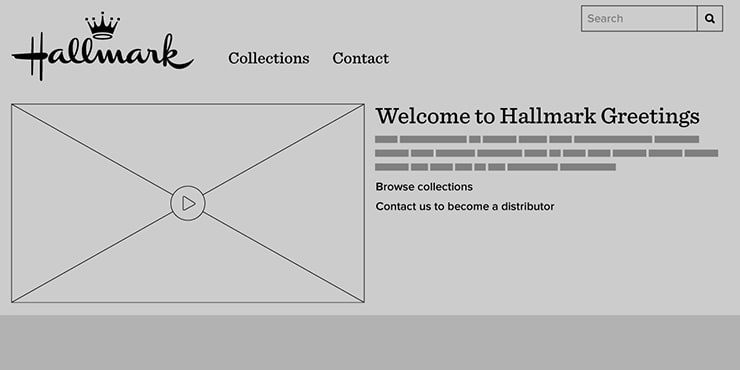 Search
Hallmark
Collections Contact
Welcome to Hallmark Greetings
Browse collections
Contact us to become a distributor